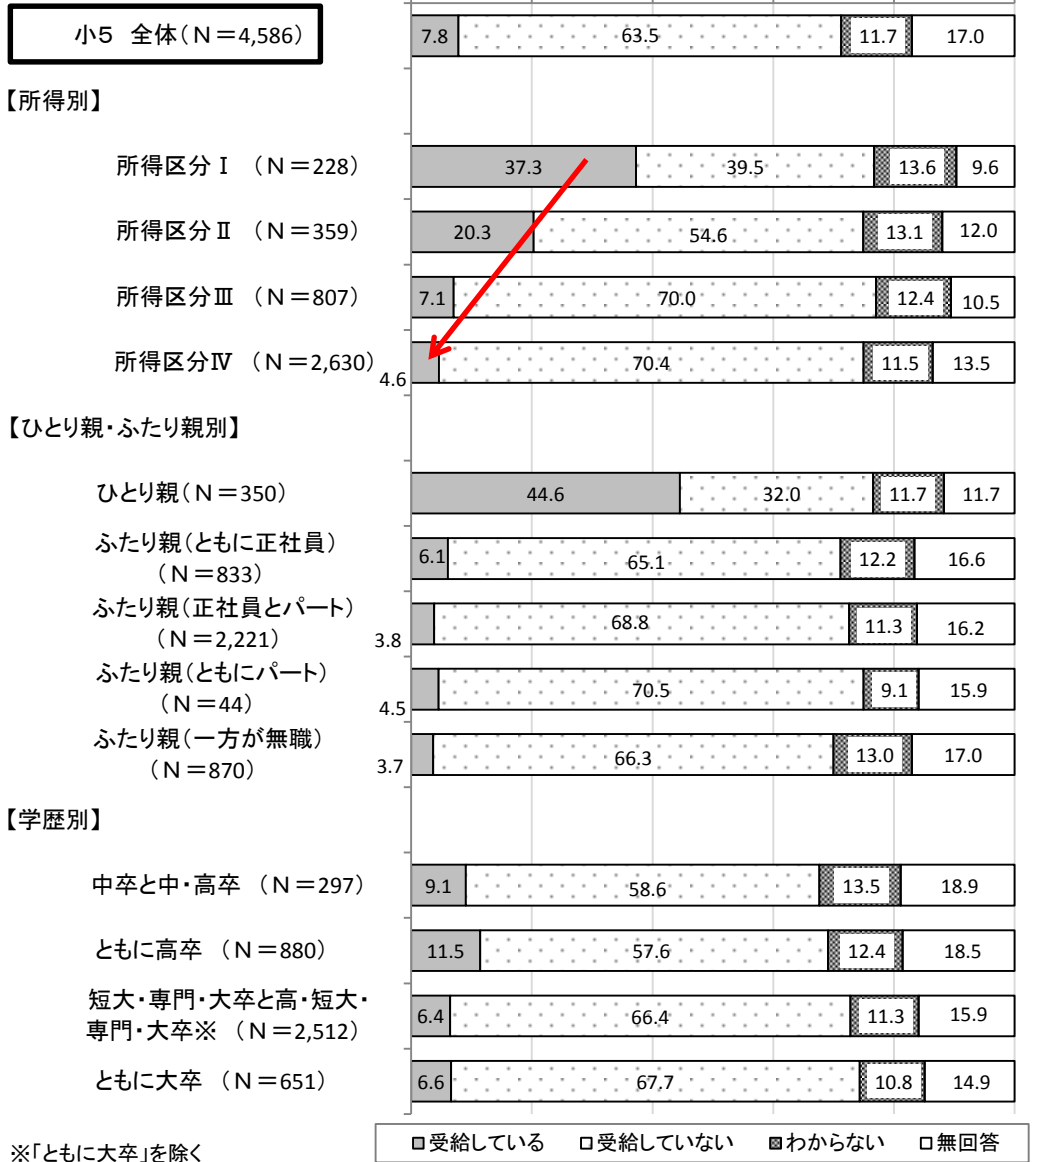 小5 全体(N=4,586)
7.8 63.5 11.7 17.0
【所得別】
所得区分Ⅰ (N=228) 37.3 39.5 13.6 9.6
所得区分Ⅱ (N=359) 20.3 54.6 13.1 12.0
所得区分Ⅲ (N=807) 7.1 70.0 12.4 10.5
所得区分Ⅳ (N=2,630) 4.6 70.4 11.5 13.5
【ひとり親・ふたり親別】
ひとり親(N=350) 44.6 32.0 11.7 11.7
ふたり親(ともに正社員)
(N=833) 6.1 65.1 12.2 16.6
ふたり親(正社員とパート)
(N=2,221) 3.8 68.8 11.3 16.2
ふたり親(ともにパート)
(N=44) 4.5 70.5 9.1 15.9
ふたり親(一方が無職)
(N=870) 3.7 66.3 13.0 17.0
【学歴別】
中卒と中・高卒 (N=297) 9.1 58.6 13.5 18.9
ともに高卒 (N=880) 11.5 57.6 12.4 18.5
短大・専門・大卒と高・短大・
専門・大卒※ (N=2,512) 6.4 66.4 11.3 15.9
ともに大卒 (N=651) 6.6 67.7 10.8 14.9
※「ともに大卒」を除く
受給している 受給していない わからない 無回答